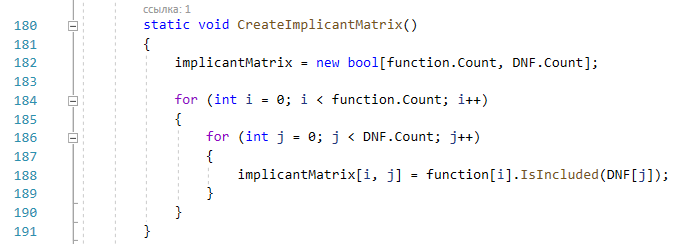 ссылка: 1
180 static void CreateImplicantMatrix()
181 {
182 implicantMatrix = new bool[function.Count, DNF.Count];
183
184 for (int i = 0; i < function.Count; i++)
185 {
186 for (int j = 0; j < DNF.Count; j++)
187 {
188 implicantMatrix[i, j] = function[i].IsIncluded(DNF[j]);
189 }
190 }
191 }